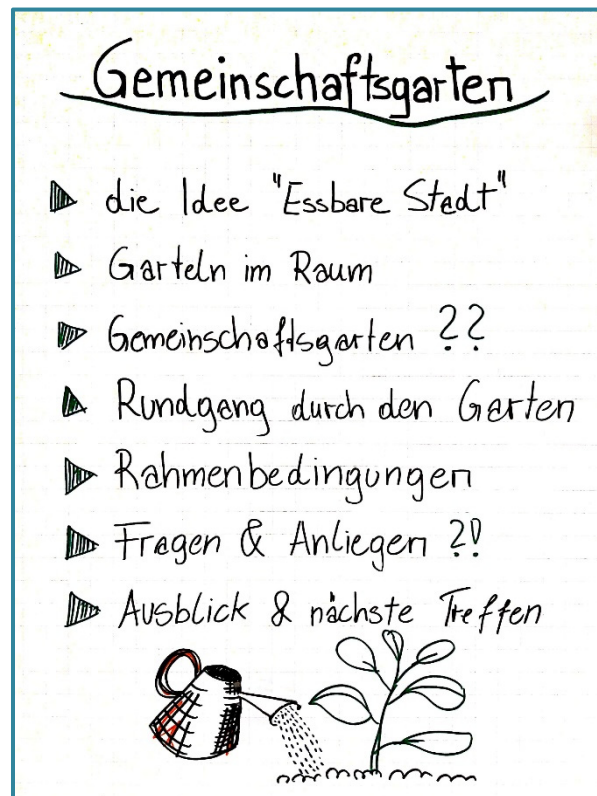 Gemeinschaftsgarten
die Idee "Essbare Stadt"
Garteln im Raum
Gemeinschaftsgarten ??
Rundgang durch den Garten
Rahmenbedingungen
Fragen & Anliegen ?!
Ausblick & nächste Treffen